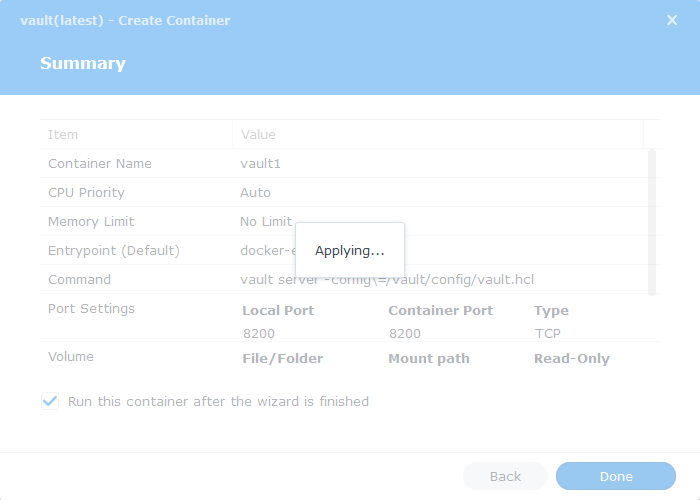 vault(latest) - Create Container
Summary
Item Value
Container Name vault1
CPU Priority Auto
Memory Limit No Limit
Entrypoint (Default)
Applying...
Command vault server -config\=/vault/config/vault.hcl
Port Settings Local Port Container Port Type
8200 8200 TCP
Volume File/Folder Mount path Read-Only
Run this container after the wizard is finished
Back Done